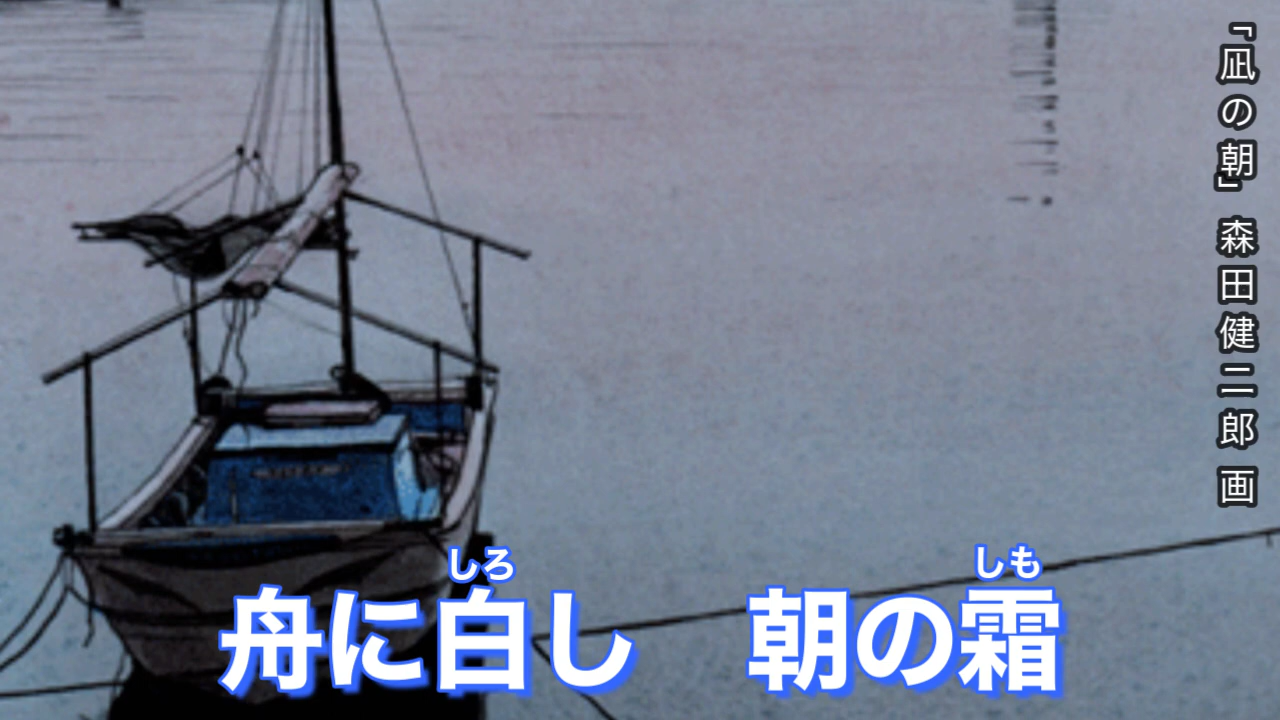 『凪の朝』 森田健二郎 画
しろ しも
舟に白し 朝の霜